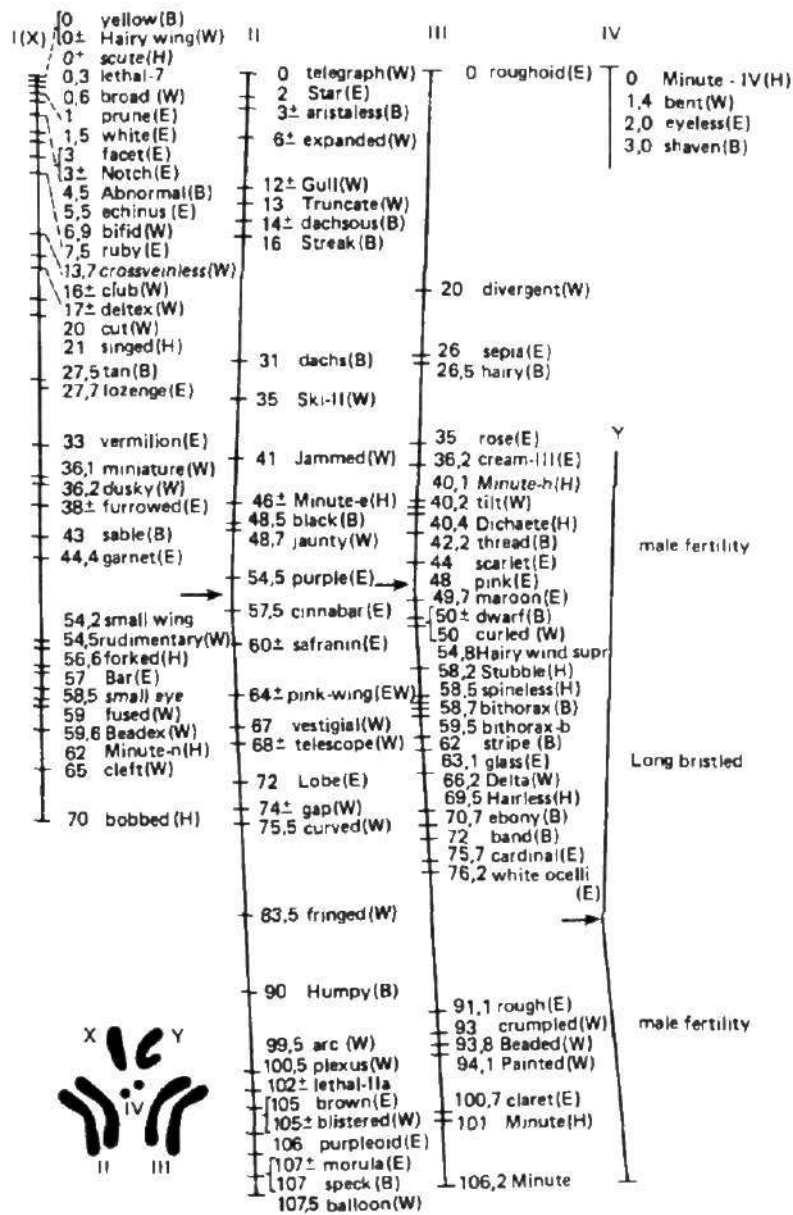 I(X)
0 yellow(B)
0± Hairy wing(W)
0+ scute(H)
0,3 lethal-7
0,6 broad (W)
1 prune(E)
1,5 white(E)
3 facet(E)
3± Notch(E)
4,5 Abnormal(B)
5,5 echinus(E)
6,9 bifid(W)
7,5 ruby(E)
13,7 crossveinless(W)
16± club(W)
17± deltex(W)
20 cut(W)
21 singed(H)
27,5 tan(B)
27,7 lozenge(E)
33 vermilion(E)
36,1 miniature(W)
36,2 dusky(W)
38± furrowed(E)
43 sable(B)
44,4 garnet(E)
54,2 small wing
54,5 rudimentary(W)
56,6 forked(H)
57 Bar(E)
58,5 small eye
59 fused(W)
59,6 Beadex(W)
62 Minute-n(H)
65 cleft(W)
70 bobbed(H)
II
0 telegraph(W)
2 Star(E)
3± aristaless(B)
6± expanded(W)
12± Gull(W)
13 Truncate(W)
14± dachsous(B)
16 Streak(B)
31 dachs(B)
35 Ski-II(W)
41 Jammed(W)
46± Minute-e(H)
48,5 black(B)
48,7 jaunty(W)
54,5 purple(E)
57,5 cinnabar(E)
60± safranin(E)
64± pink-wing(EW)
67 vestigial(W)
68± telescope(W)
72 Lobe(E)
74± gap(W)
75,5 curved(W)
83,5 fringed(W)
90 Humpy(B)
99,5 arc (W)
100,5 plexus(W)
102± lethal-IIa
105 brown(E)
105± blistered(W)
106 purpleoid(E)
107± morula(E)
107 speck(B)
107,5 balloon(W)
III
0 roughoid(E)
20 divergent(W)
26 sepia(E)
26,5 hairy(B)
35 rose(E)
36,2 cream-III(E)
40,1 Minute-h(H)
40,2 tilt(W)
40,4 Dichaete(H)
42,2 thread(B)
44 scarlet(E)
48 pink(E)
49,7 maroon(E)
50± dwarf(B)
50 curled (W)
54,8 Hairy wind supr
58,2 Stubble(H)
58,5 spineless(H)
58,7 bithorax(B)
59,5 bithorax-b
62 stripe (B)
63,1 glass(E)
66,2 Delta(W)
69,5 Hairless(H)
70,7 ebony(B)
72 band(B)
75,7 cardinal(E)
76,2 white ocelli
(E)
91,1 rough(E)
93 crumpled(W)
93,8 Beaded(W)
94,1 Painted(W)
100,7 claret(E)
101 Minute(H)
106,2 Minute
IV
0 Minute - IV(H)
1,4 bent(W)
2,0 eyeless(E)
3,0 shaven(B)
Y
male fertility
Long bristled
male fertility
X
Y
IV
II
III